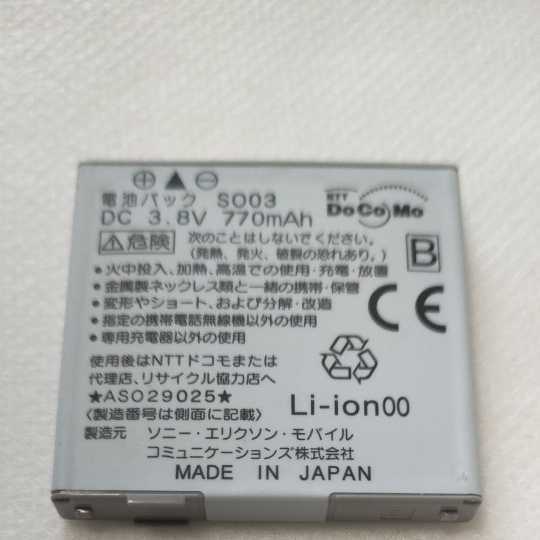 ⊕ ▲ ⊖
電池パック SO03
DC 3.8V 770mAh
NTT
DoCoMo
⚠危険 次のことはしないでください
(発熱、発火、破裂の恐れあり。)
B
●火中投入、加熱、高温での使用・充電・放置
●金属製ネックレス類と一緒の携帯・保管
●変形やショート、および分解・改造
●指定の携帯電話無線機以外の使用
●専用充電器以外の使用
CE
使用後はNTTドコモまたは
代理店、リサイクル協力店へ
★ASO29025★
〈製造番号は側面に記載〉
Li-ion00
製造元 ソニー・エリクソン・モバイル
コミュニケーションズ株式会社
MADE IN JAPAN